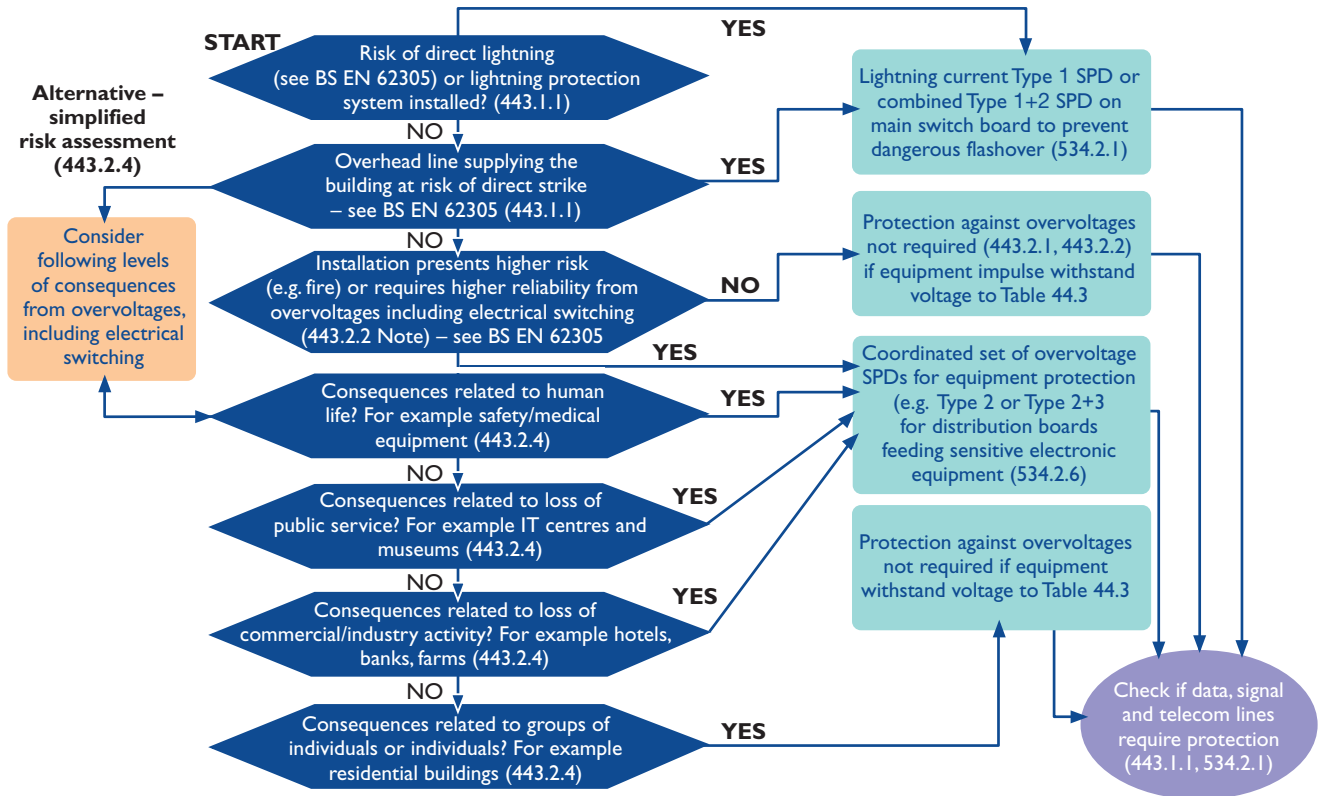 START
YES
Risk of direct lightning
(see BS EN 62305) or lightning protection
system installed? (443.1.1)
Lightning current Type 1 SPD or
combined Type 1+2 SPD on
main switch board to prevent
dangerous flashover (534.2.1)
Alternative –
simplified
risk assessment
(443.2.4)
NO
Overhead line supplying the
building at risk of direct strike
– see BS EN 62305 (443.1.1)
YES
Consider
following levels
of consequences
from overvoltages,
including electrical
switching
NO
Installation presents higher risk
(e.g. fire) or requires higher reliability from
overvoltages including electrical switching
(443.2.2 Note) – see BS EN 62305
NO
Protection against overvoltages
not required (443.2.1, 443.2.2)
if equipment impulse withstand
voltage to Table 44.3
YES
Coordinated set of overvoltage
SPDs for equipment protection
(e.g. Type 2 or Type 2+3
for distribution boards
feeding sensitive electronic
equipment (534.2.6)
Consequences related to human
life? For example safety/medical
equipment (443.2.4)
YES
NO
Consequences related to loss of
public service? For example IT centres and
museums (443.2.4)
YES
NO
Consequences related to loss of
commercial/industry activity? For example hotels,
banks, farms (443.2.4)
YES
Protection against overvoltages
not required if equipment
withstand voltage to Table 44.3
NO
Consequences related to groups of
individuals or individuals? For example
residential buildings (443.2.4)
YES
Check if data, signal
and telecom lines
require protection
(443.1.1, 534.2.1)